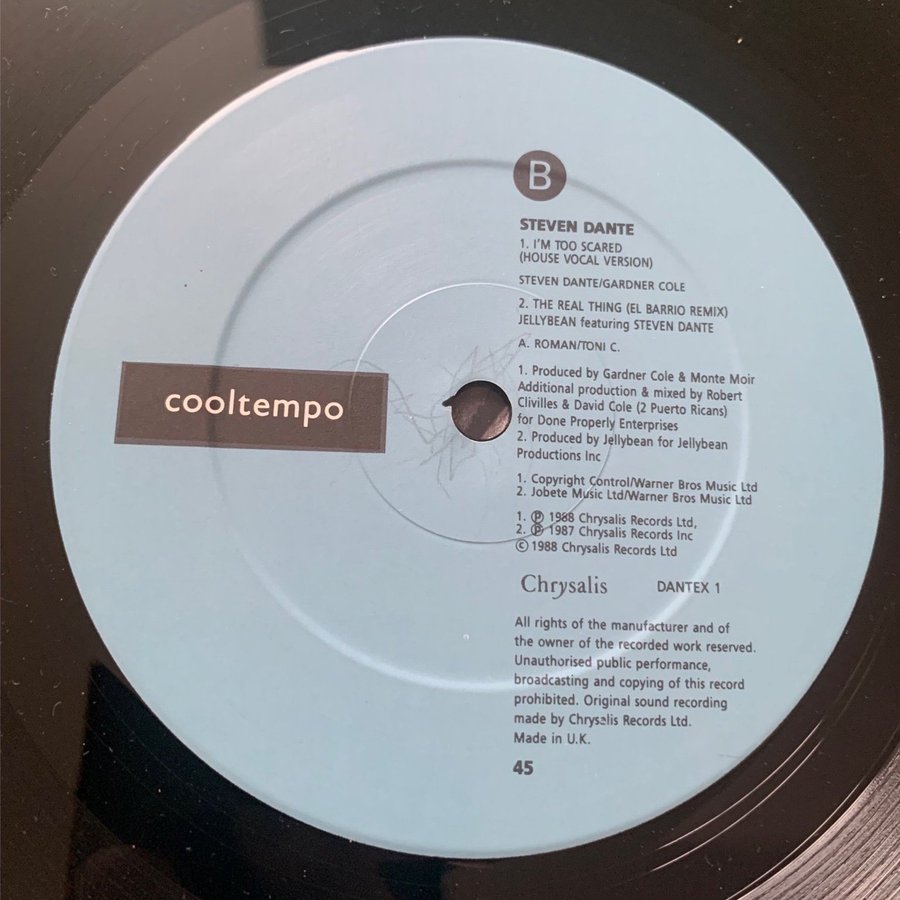 B
STEVEN DANTE
1. I'M TOO SCARED
(HOUSE VOCAL VERSION)
STEVEN DANTE/GARDNER COLE
2. THE REAL THING (EL BARRIO REMIX)
JELLYBEAN featuring STEVEN DANTE
A. ROMAN/TONI C.
cooltempo
1. Produced by Gardner Cole & Monte Moir
Additional production & mixed by Robert
Clivilles & David Cole (2 Puerto Ricans)
for Done Properly Enterprises
2. Produced by Jellybean for Jellybean
Productions Inc
1. Copyright Control/Warner Bros Music Ltd
2. Jobete Music Ltd/Warner Bros Music Ltd
1. ℗ 1988 Chrysalis Records Ltd,
2. ℗ 1987 Chrysalis Records Inc
© 1988 Chrysalis Records Ltd
Chrysalis DANTEX 1
All rights of the manufacturer and of
the owner of the recorded work reserved.
Unauthorised public performance,
broadcasting and copying of this record
prohibited. Original sound recording
made by Chrysalis Records Ltd.
Made in U.K.
45